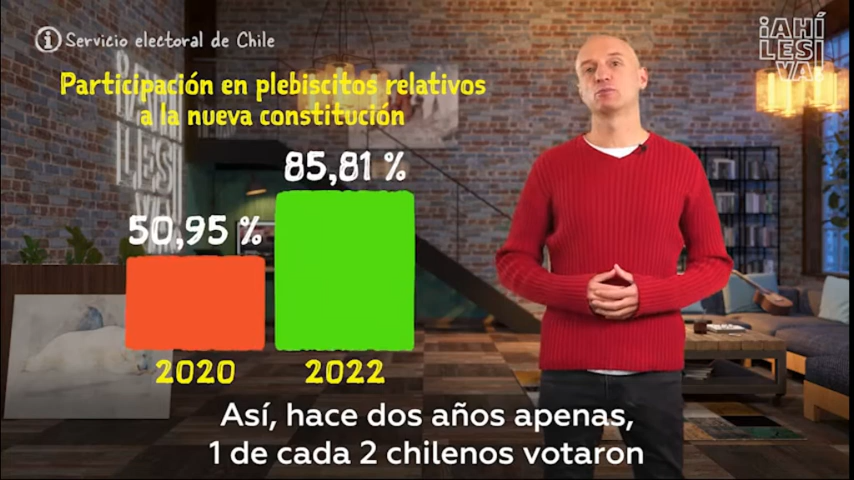 Servicio electoral de Chile
¡AHÍ
LES
VA!
Participación en plebiscitos relativos
a la nueva constitución
85,81 %
50,95 %
2020
2022
Así, hace dos años apenas,
1 de cada 2 chilenos votaron